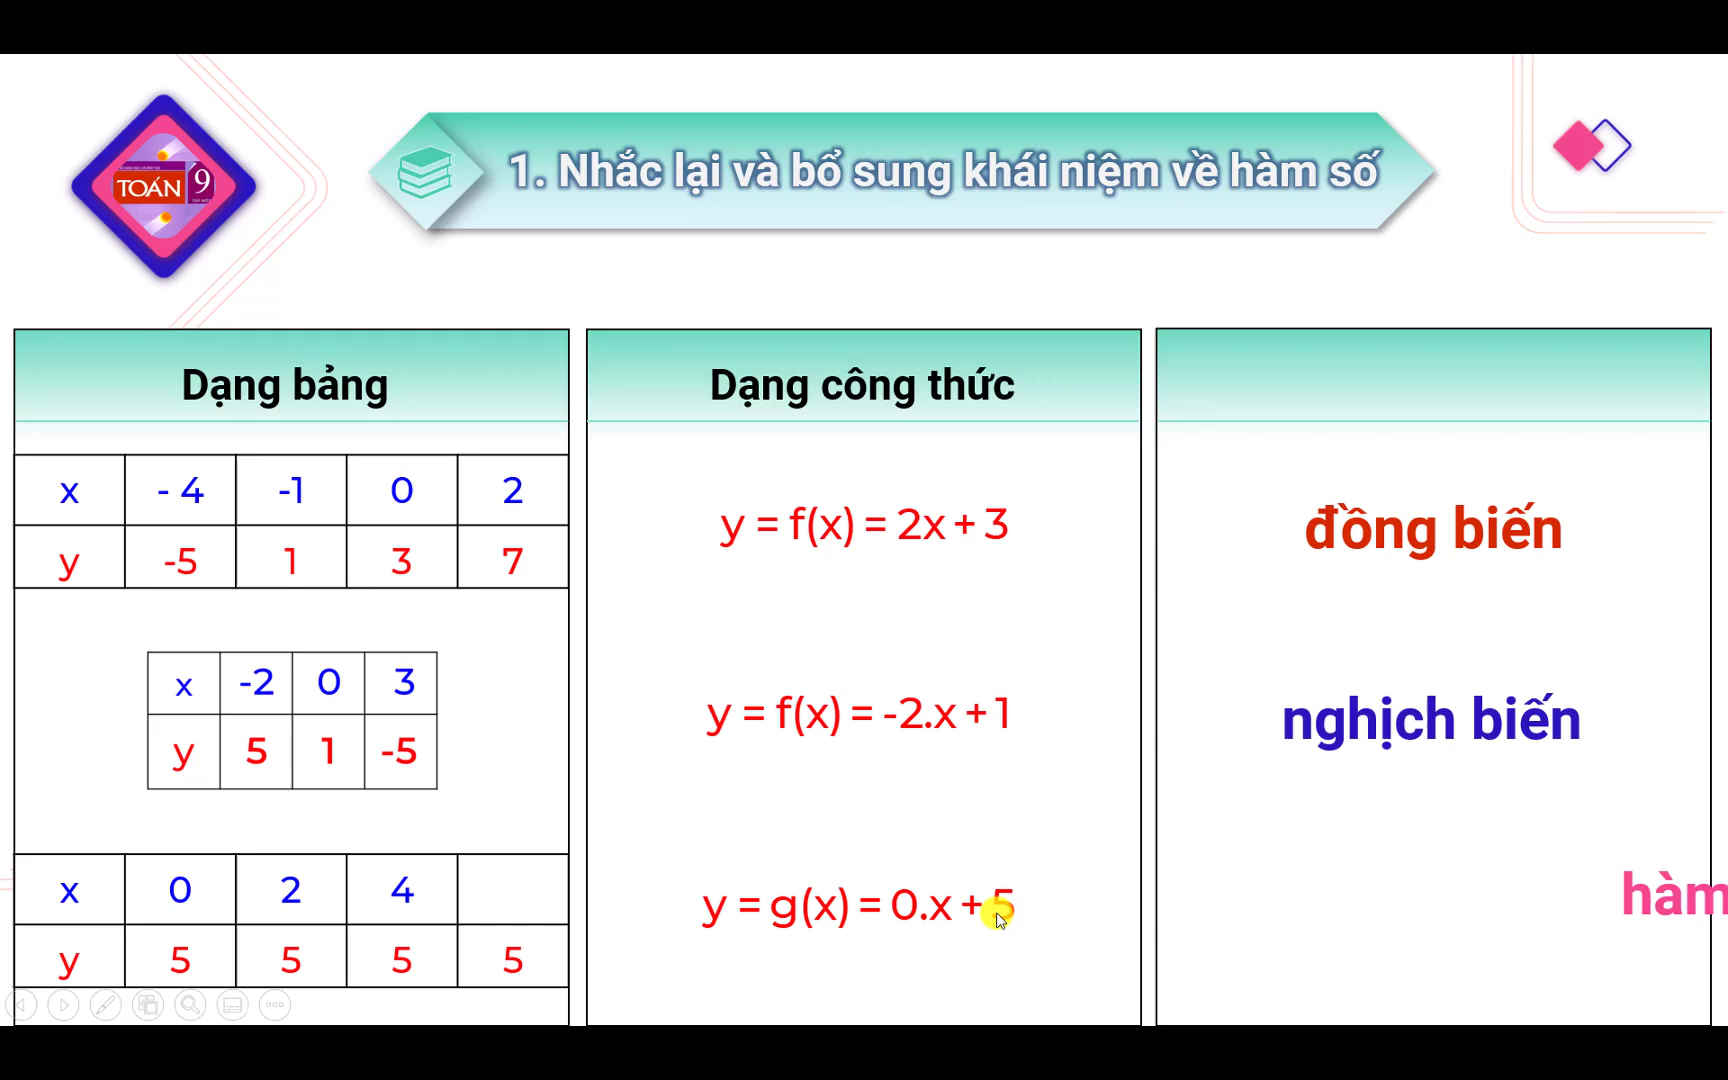 TOÁN 9
1. Nhắc lại và bổ sung khái niệm về hàm số
Dạng bảng
x - 4 -1 0 2
y -5 1 3 7
x -2 0 3
y 5 1 -5
x 0 2 4
y 5 5 5 5
Dạng công thức
y = f(x) = 2x + 3
y = f(x) = -2.x + 1
y = g(x) = 0.x + 5
đồng biến
nghịch biến
hàm